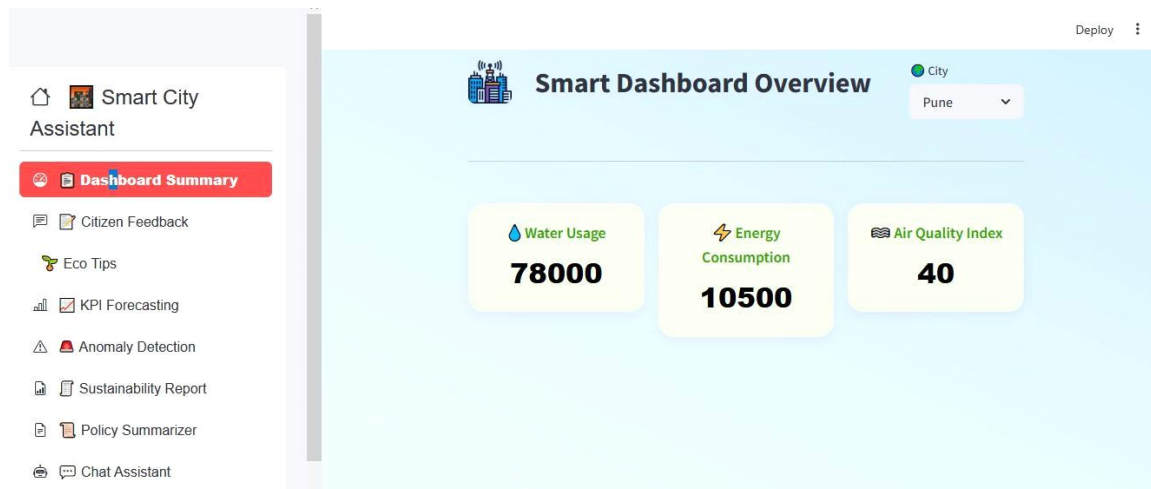 Deploy
Smart City
Assistant
Dashboard Summary
Citizen Feedback
Eco Tips
KPI Forecasting
Anomaly Detection
Sustainability Report
Policy Summarizer
Chat Assistant
Smart Dashboard Overview
City
Pune
Water Usage
78000
Energy
Consumption
10500
Air Quality Index
40